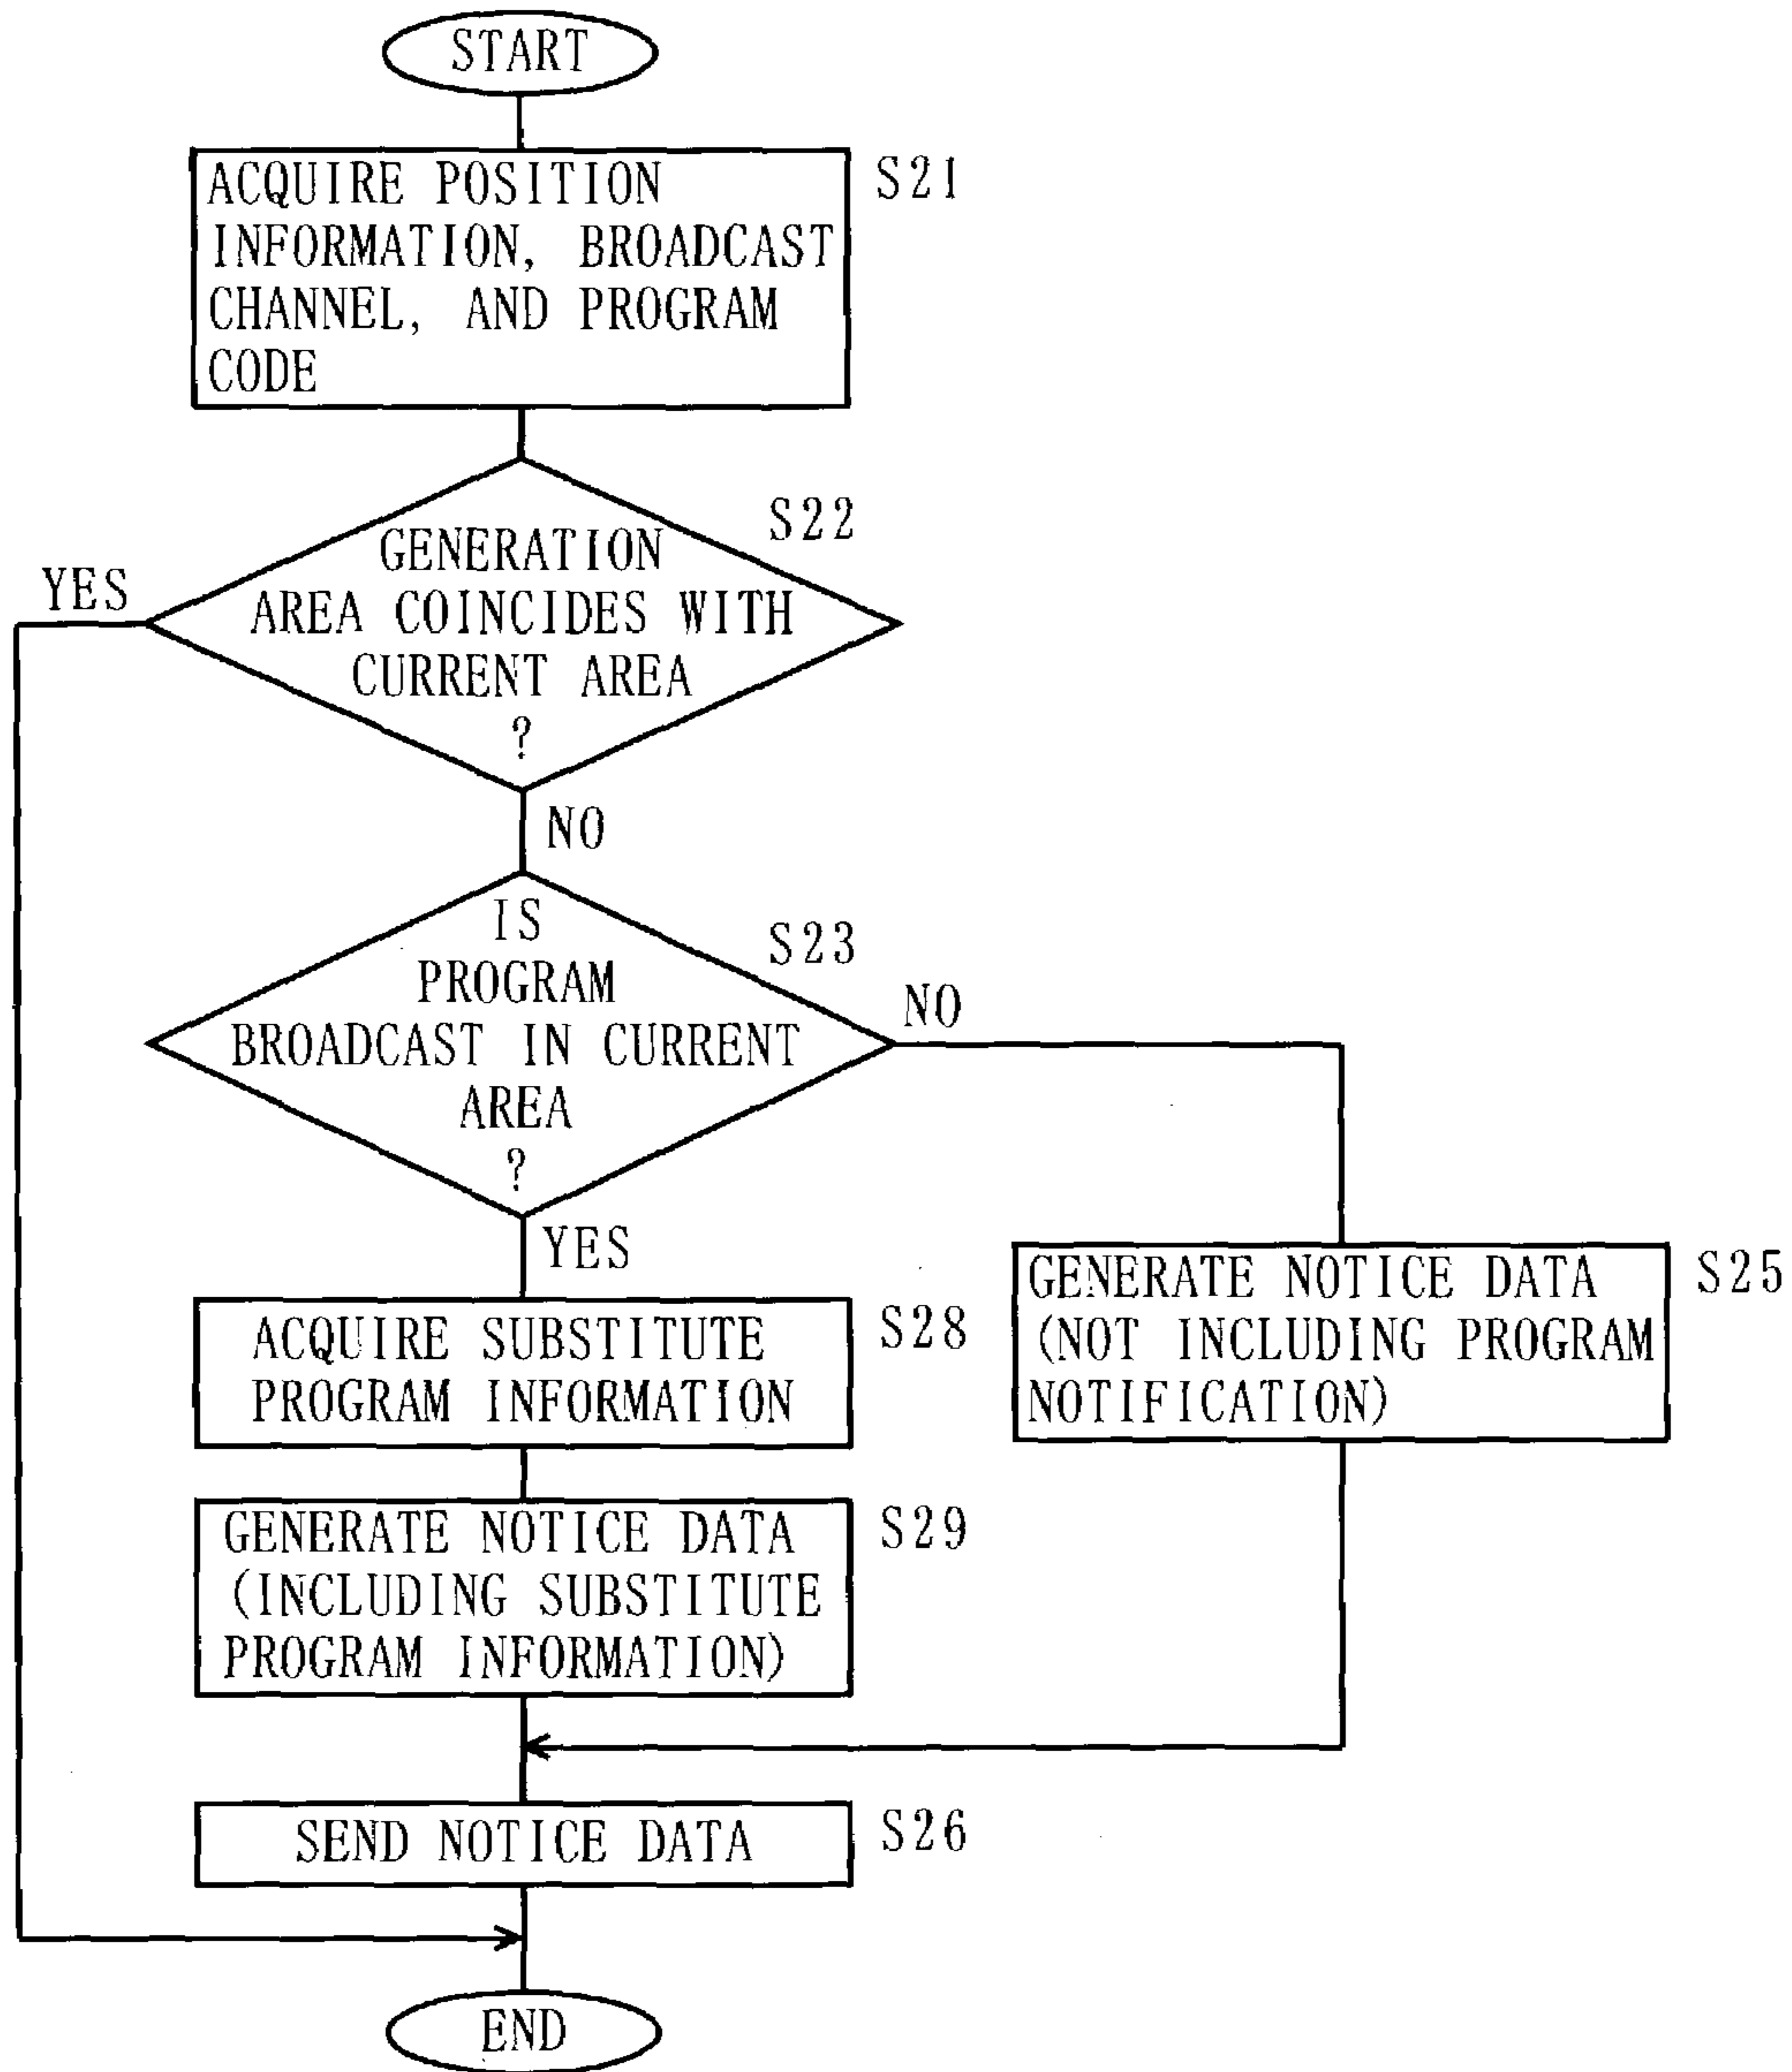 START
ACQUIRE POSITION
INFORMATION, BROADCAST
CHANNEL, AND PROGRAM
CODE
S21
S22
GENERATION
AREA COINCIDES WITH
CURRENT AREA
?
YES
NO
IS
PROGRAM
BROADCAST IN CURRENT
AREA
?
S23
NO
YES
ACQUIRE SUBSTITUTE
PROGRAM INFORMATION
S28
GENERATE NOTICE DATA
(NOT INCLUDING PROGRAM
NOTIFICATION)
S25
GENERATE NOTICE DATA
(INCLUDING SUBSTITUTE
PROGRAM INFORMATION)
S29
SEND NOTICE DATA
S26
END